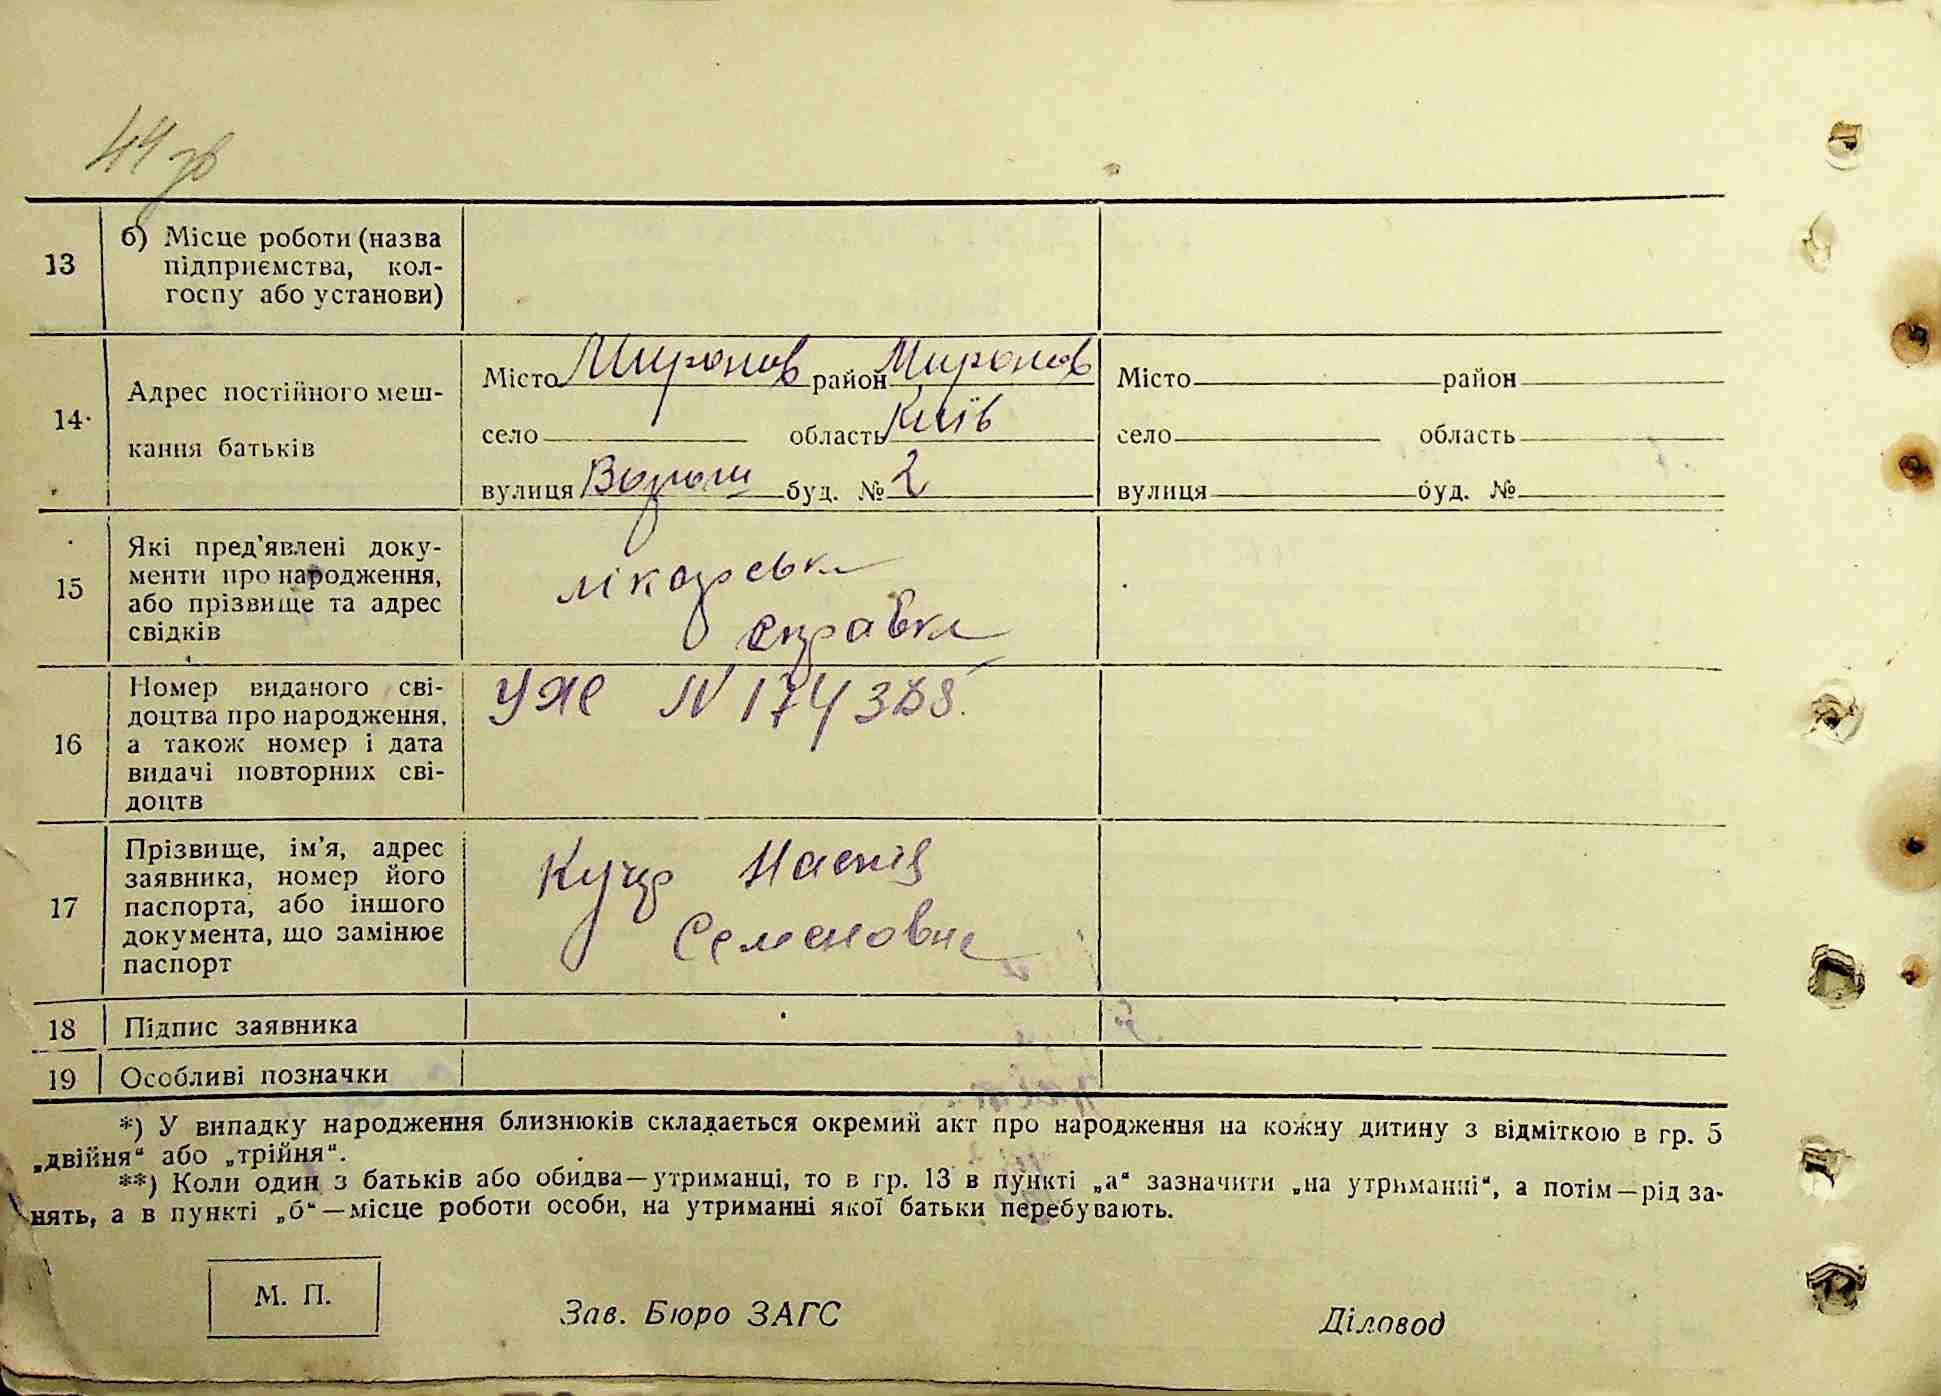 44 зв
13
б) Місце роботи (назва
підприємства, кол-
госпу або установи)
14
Адрес постійного меш-
кання батьків
Місто Миронов район Миронов
село область Київ
вулиця буд. № 2
Місто район
село область
вулиця буд. №
15
Які пред'явлені доку-
менти про народження,
або прізвище та адрес
свідків
лікарська
справка
16
Номер виданого сві-
доцтва про народження,
а також номер і дата
видачі повторних сві-
доцтв
УЖ N
17
Прізвище, ім'я, адрес
заявника, номер його
паспорта, або іншого
документа, що замінює
паспорт
Кучер
Семеновна
18 Підпис заявника
19 Особливі позначки
*) У випадку народження близнюків складається окремий акт про народження на кожну дитину з відміткою в гр. 5
„двійня“ або „трійня“.
**) Коли один з батьків або обидва—утриманці, то в гр. 13 в пункті „а“ зазначити „на утриманні“, а потім—рід за-
нять, а в пункті „б“—місце роботи особи, на утриманні якої батьки перебувають.
М. П.
Зав. Бюро ЗАГС
Діловод